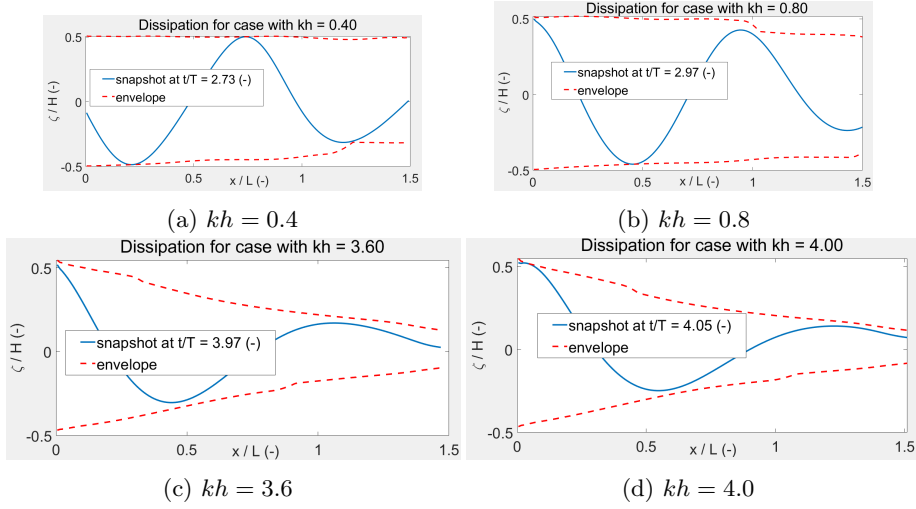 Dissipation for case with kh = 0.40
0.5
0
-0.5
ζ / H (-)
snapshot at t/T = 2.73 (-)
envelope
0
0.5
1
1.5
x / L (-)
(a) kh = 0.4
Dissipation for case with kh = 0.80
0.5
0
-0.5
ζ / H (-)
snapshot at t/T = 2.97 (-)
envelope
0
0.5
1
1.5
x / L (-)
(b) kh = 0.8
Dissipation for case with kh = 3.60
0.5
0
-0.5
ζ / H (-)
snapshot at t/T = 3.97 (-)
envelope
0
0.5
1
1.5
x / L (-)
(c) kh = 3.6
Dissipation for case with kh = 4.00
0.5
0
-0.5
ζ / H (-)
snapshot at t/T = 4.05 (-)
envelope
0
0.5
1
1.5
x / L (-)
(d) kh = 4.0